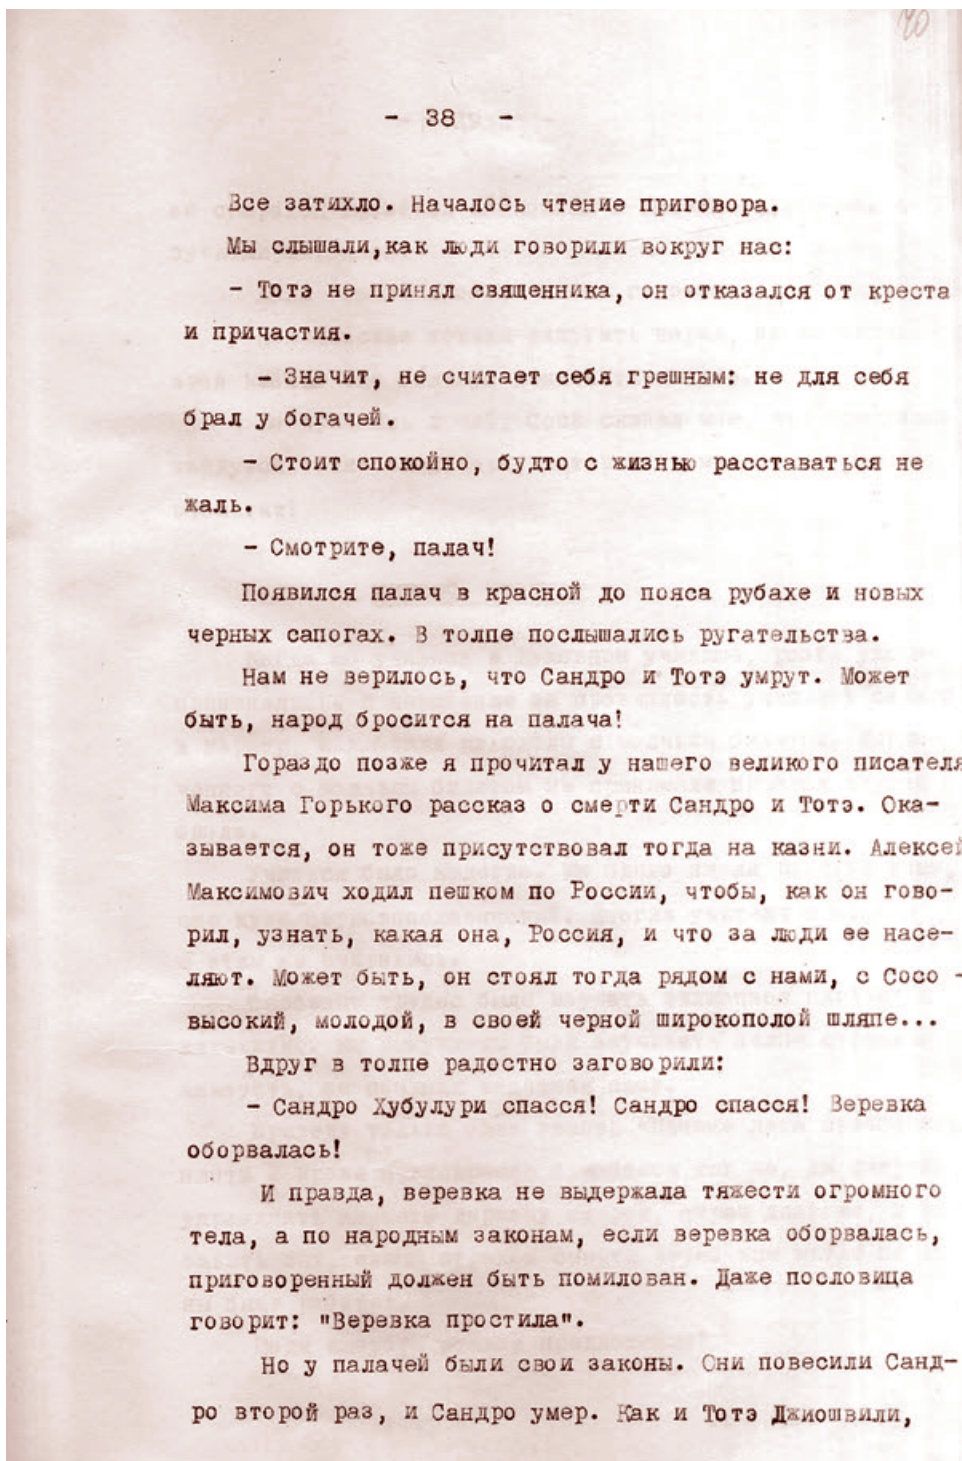 70
- 38 -
Все затихло. Началось чтение приговора.
Мы слышали,как люди говорили вокруг нас:
- Тотэ не принял священника, он отказался от креста
и причастия.
- Значит, не считает себя грешным: не для себя
брал у богачей.
- Стоит спокойно, будто с жизнью расставаться не
жаль.
- Смотрите, палач!
Появился палач в красной до пояса рубахе и новых
черных сапогах. В толпе послышались ругательства.
Нам не верилось, что Сандро и Тотэ умрут. Может
быть, народ бросится на палача!
Гораздо позже я прочитал у нашего великого писателя
Максима Горького рассказ о смерти Сандро и Тотэ. Ока-
зывается, он тоже присутствовал тогда на казни. Алексей
Максимович ходил пешком по России, чтобы, как он гово-
рил, узнать, какая она, Россия, и что за люди ее насе-
ляют. Может быть, он стоял тогда рядом с нами, с Сосо -
высокий, молодой, в своей черной широкополой шляпе...
Вдруг в толпе радостно заговорили:
- Сандро Хубулури спасся! Сандро спасся! Веревка
оборвалась!
И правда, веревка не выдержала тяжести огромного
тела, а по народным законам, если веревка оборвалась,
приговоренный должен быть помилован. Даже пословица
говорит: "Веревка простила".
Но у палачей были свои законы. Они повесили Санд-
ро второй раз, и Сандро умер. Как и Тотэ Джиошвили,